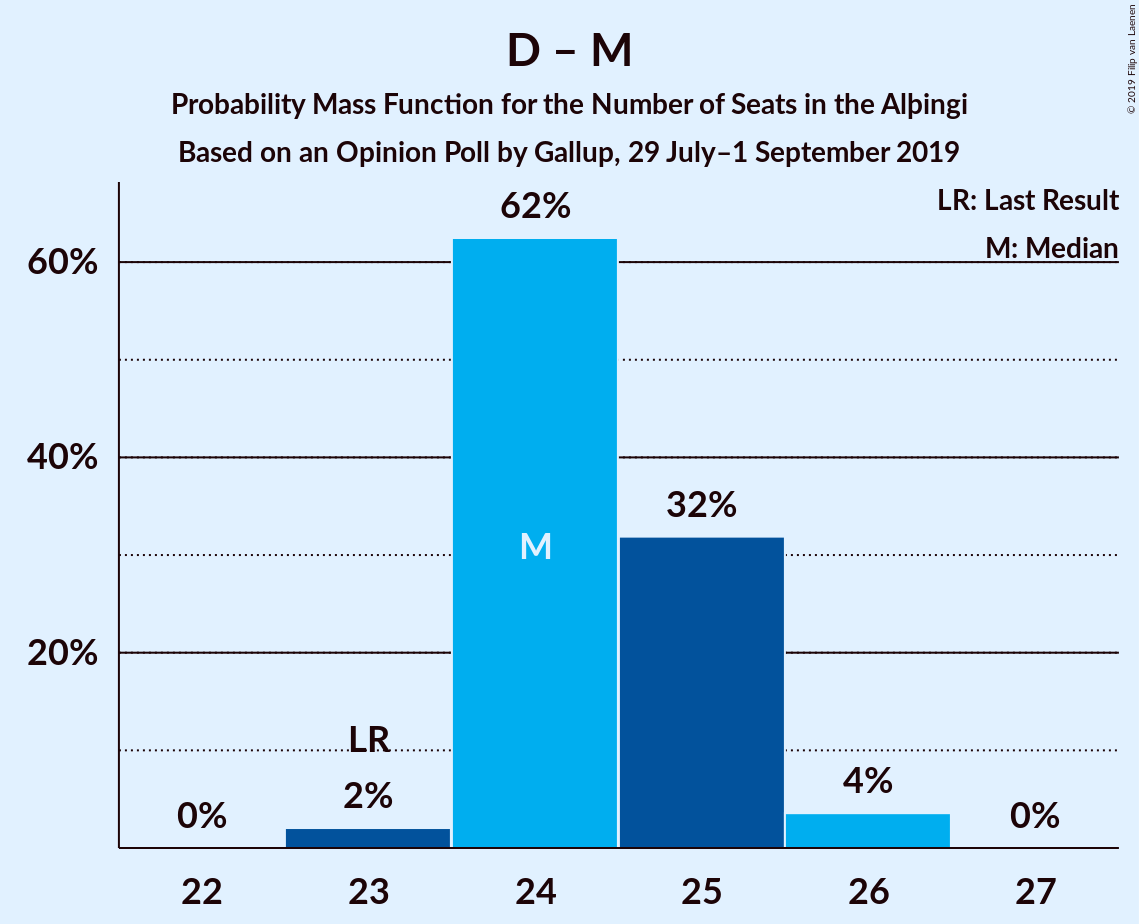 D – M
Probability Mass Function for the Number of Seats in the Alþingi
Based on an Opinion Poll by Gallup, 29 July–1 September 2019
© 2019 Filip van Laenen
LR: Last Result
M: Median
60%
40%
20%
0%
LR
2%
62%
M
32%
4%
0%
22
23
24
25
26
27